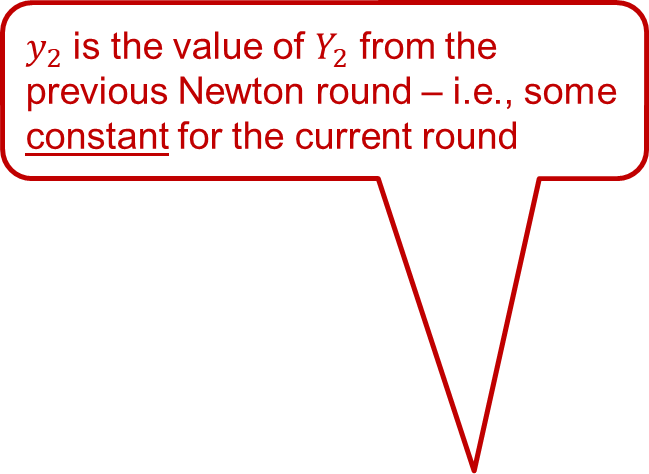 𝑦₂ is the value of 𝑌₂ from the
previous Newton round – i.e., some
constant for the current round